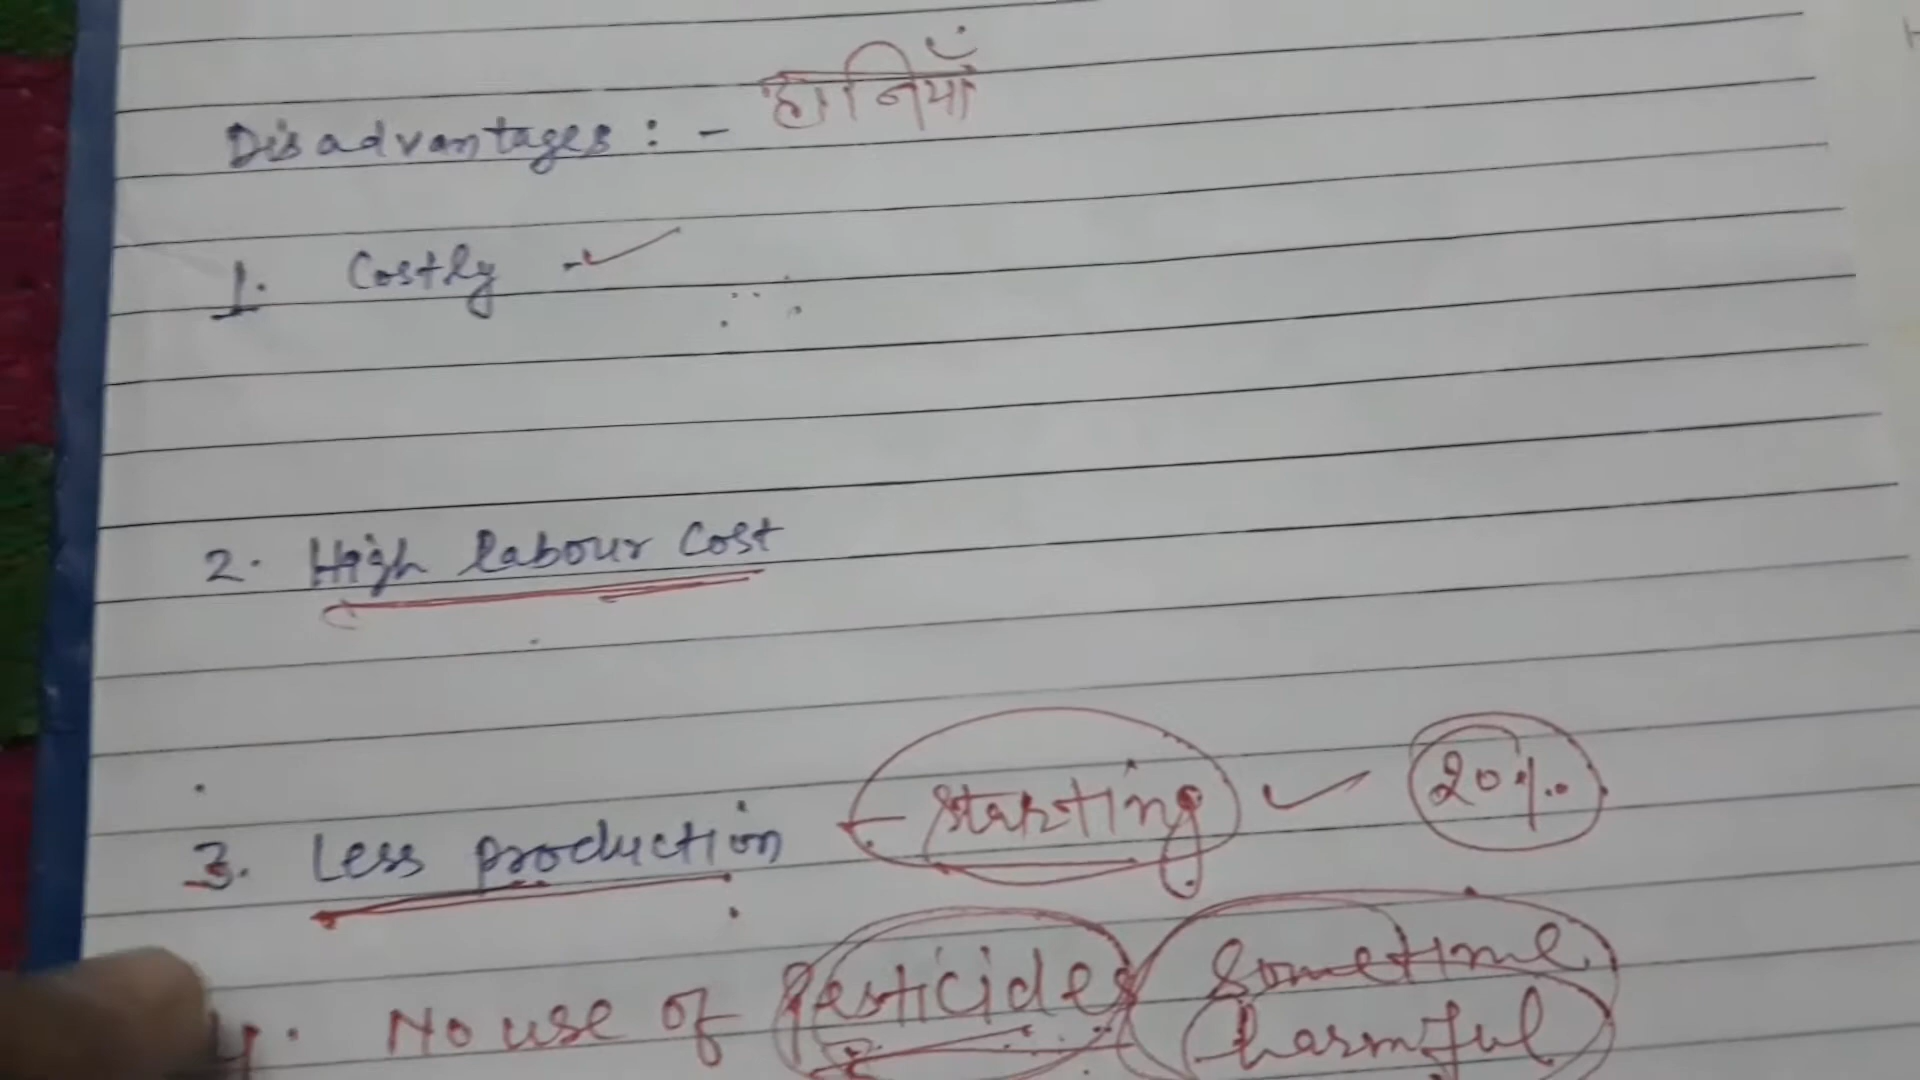 Disadvantages : - हानियाँ
1. Costly -
2. High labour cost
3. Less production - starting 20%
4. No use of Pesticides sometime
harmful